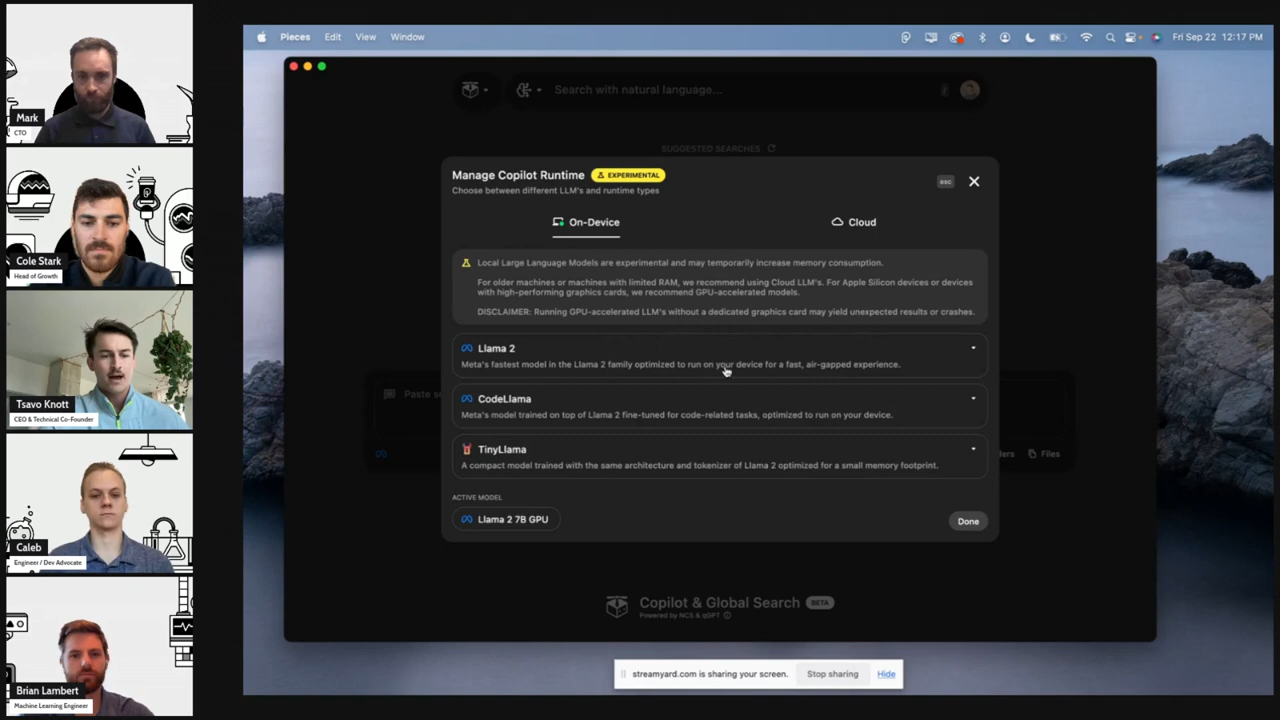 Mark
CTO
Cole Stark
Head of Growth
Tsavo Knott
CEO & Technical Co-Founder
Caleb
Engineer / Dev Advocate
Brian Lambert
Machine Learning Engineer
Pieces Edit View Window
Fri Sep 22 12:17 PM
Search with natural language...
SUGGESTED SEARCHES
Manage Copilot Runtime EXPERIMENTAL
Choose between different LLM's and runtime types
esc
On-Device
Cloud
Local Large Language Models are experimental and may temporarily increase memory consumption.
For older machines or machines with limited RAM, we recommend using Cloud LLM's. For Apple Silicon devices or devices
with high-performing graphics cards, we recommend GPU-accelerated models.
DISCLAIMER: Running GPU-accelerated LLM's without a dedicated graphics card may yield unexpected results or crashes.
Llama 2
Meta's fastest model in the Llama 2 family optimized to run on your device for a fast, air-gapped experience.
Paste
CodeLlama
Meta's model trained on top of Llama 2 fine-tuned for code-related tasks, optimized to run on your device.
TinyLlama
A compact model trained with the same architecture and tokenizer of Llama 2 optimized for a small memory footprint.
Files
ACTIVE MODEL
Llama 2 7B GPU
Done
Copilot & Global Search BETA
Powered by NCS & qGPT
streamyard.com is sharing your screen.
Stop sharing
Hide